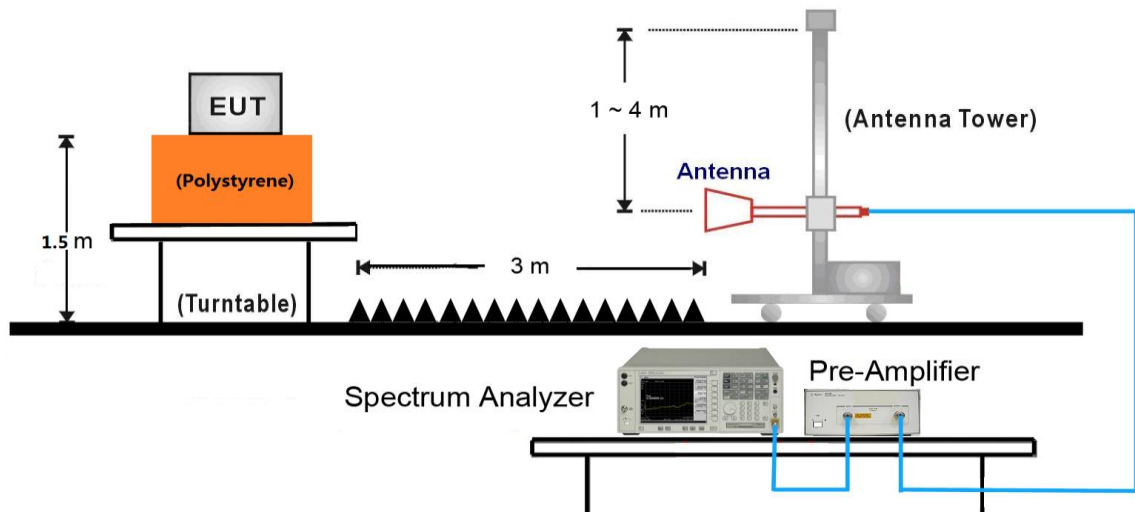 EUT
(Polystyrene)
1.5 m
(Turntable)
3 m
1 ~ 4 m
(Antenna Tower)
Antenna
Spectrum Analyzer
Pre-Amplifier